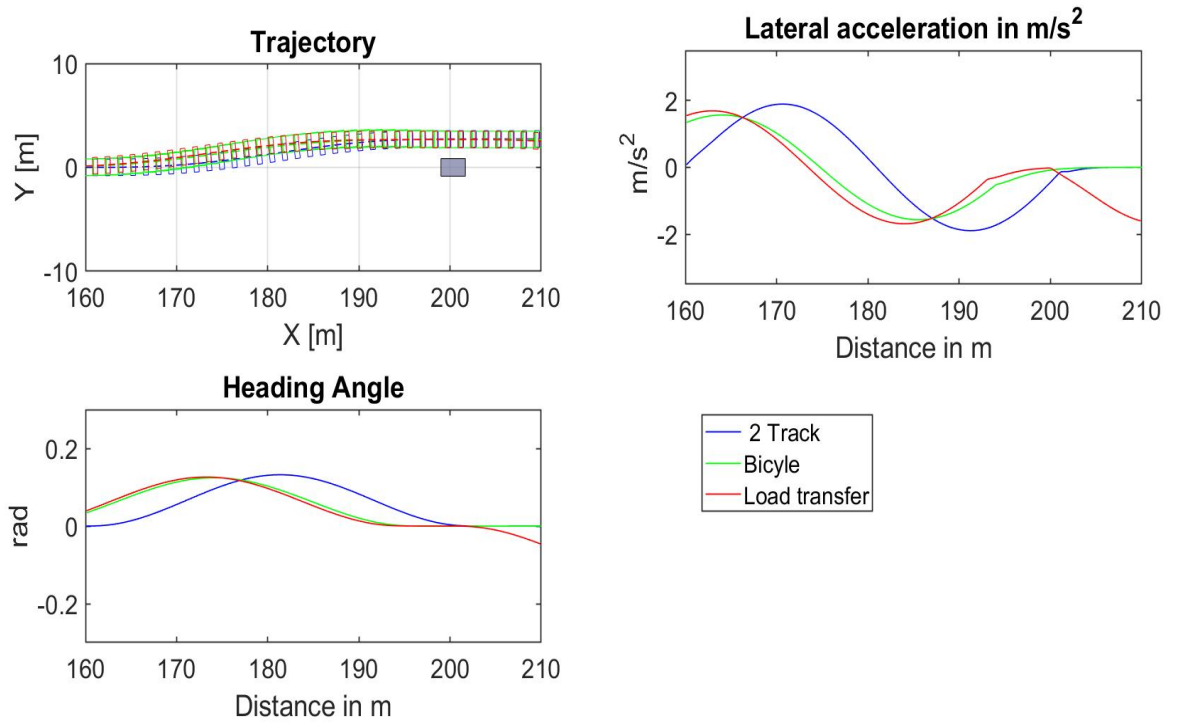 Trajectory
10
0
-10
Y [m]
160 170 180 190 200 210
X [m]
Lateral acceleration in m/s²
2
0
-2
m/s²
160 170 180 190 200 210
Distance in m
Heading Angle
0.2
0
-0.2
rad
160 170 180 190 200 210
Distance in m
2 Track
Bicyle
Load transfer